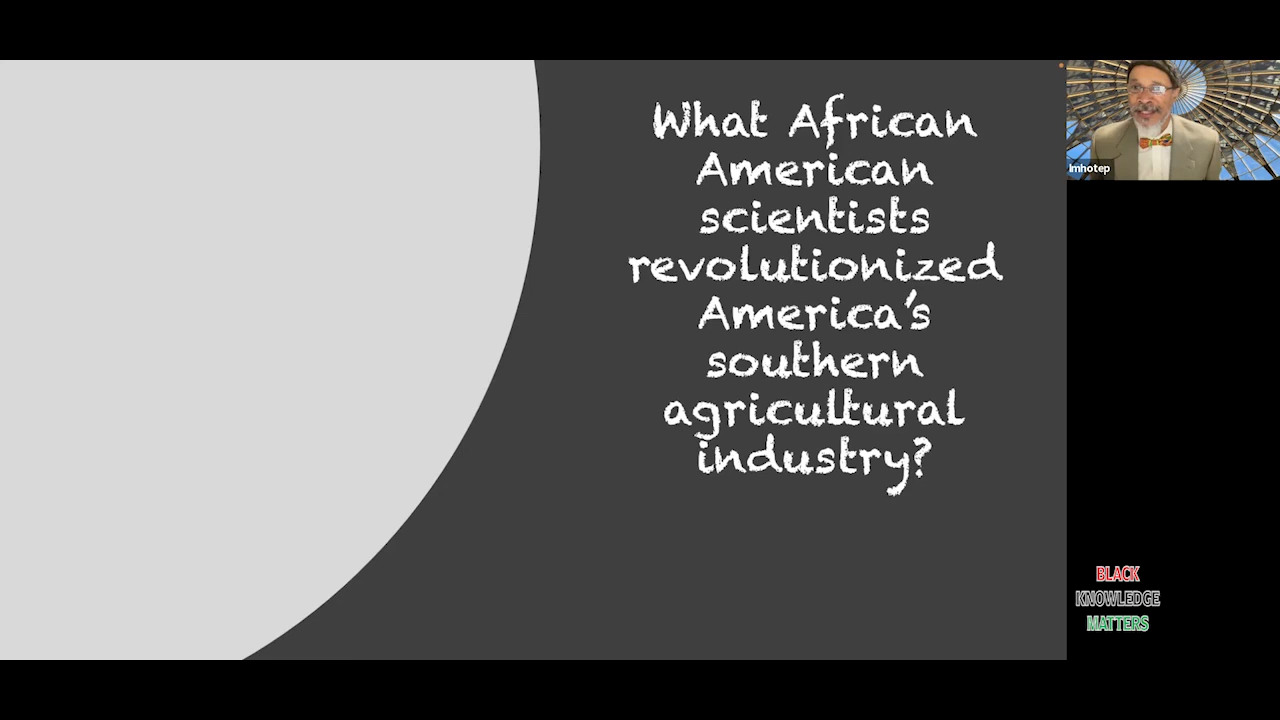 What African
American
scientists
revolutionized
America's
southern
agricultural
industry?
Imhotep
BLACK
KNOWLEDGE
MATTERS